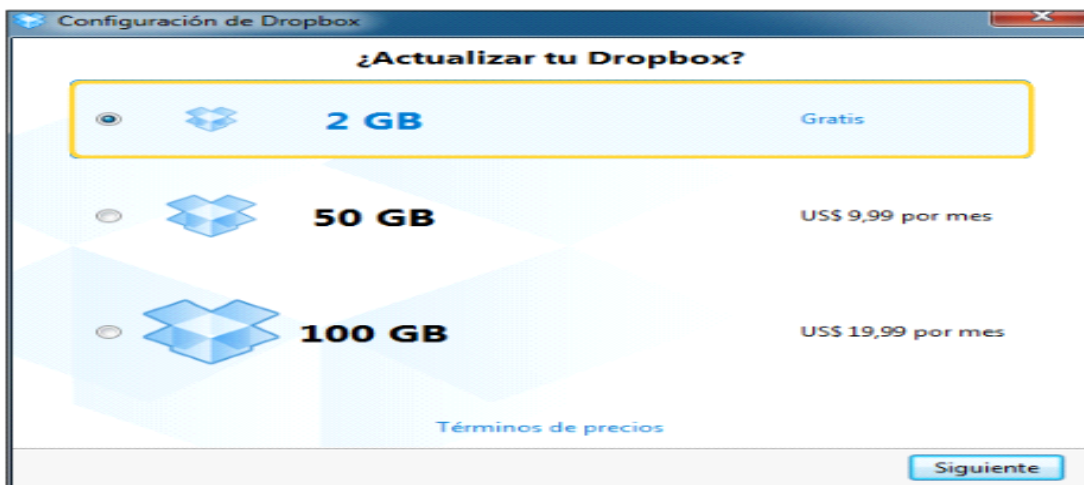 Configuración de Dropbox
¿Actualizar tu Dropbox?
2 GB Gratis
50 GB US$ 9,99 por mes
100 GB US$ 19,99 por mes
Términos de precios
Siguiente